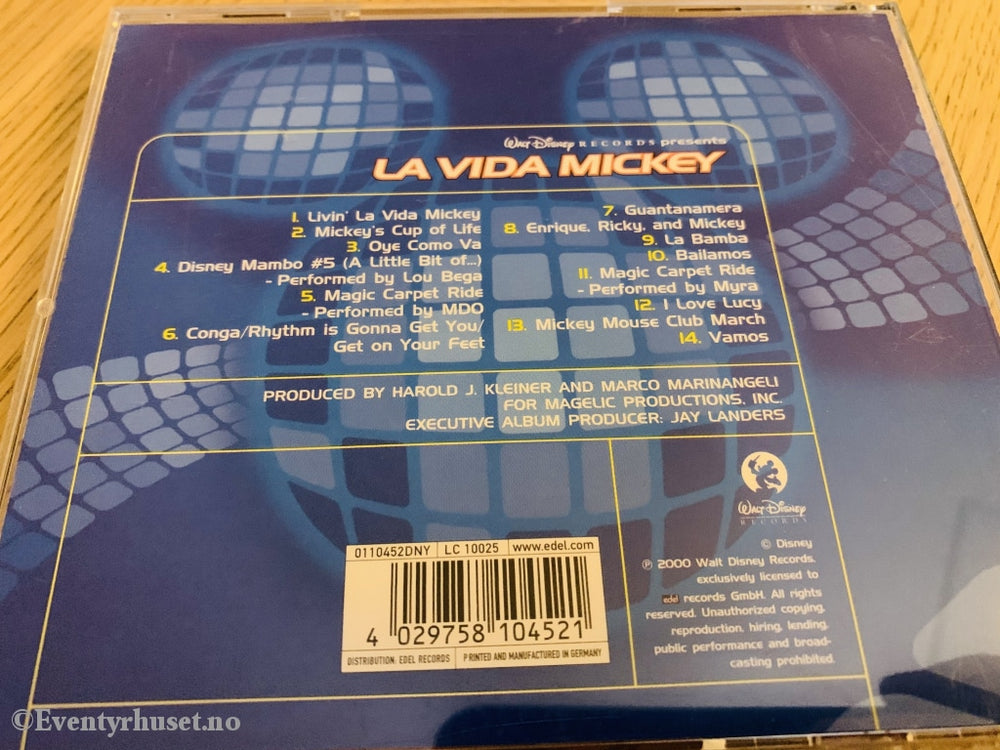 Walt Disney RECORDS presents
LA VIDA MICKEY
1. Livin' La Vida Mickey
2. Mickey's Cup of Life
3. Oye Como Va
4. Disney Mambo #5 (A Little Bit of...)
- Performed by Lou Bega
5. Magic Carpet Ride
- Performed by MDO
6. Conga/Rhythm is Gonna Get You/
Get on Your Feet
7. Guantanamera
8. Enrique, Ricky, and Mickey
9. La Bamba
10. Bailamos
11. Magic Carpet Ride
- Performed by Myra
12. I Love Lucy
13. Mickey Mouse Club March
14. Vamos
PRODUCED BY HAROLD J. KLEINER AND MARCO MARINANGELI
FOR MAGELIC PRODUCTIONS, INC.
EXECUTIVE ALBUM PRODUCER: JAY LANDERS
Walt Disney
RECORDS
© Disney
℗ 2000 Walt Disney Records,
exclusively licensed to
edel records GmbH. All rights
reserved. Unauthorized copying,
reproduction, hiring, lending,
public performance and broad-
casting prohibited.
0110452DNY LC 10025 www.edel.com
4 029758 104521
DISTRIBUTION: EDEL RECORDS PRINTED AND MANUFACTURED IN GERMANY
©Eventyrhuset.no